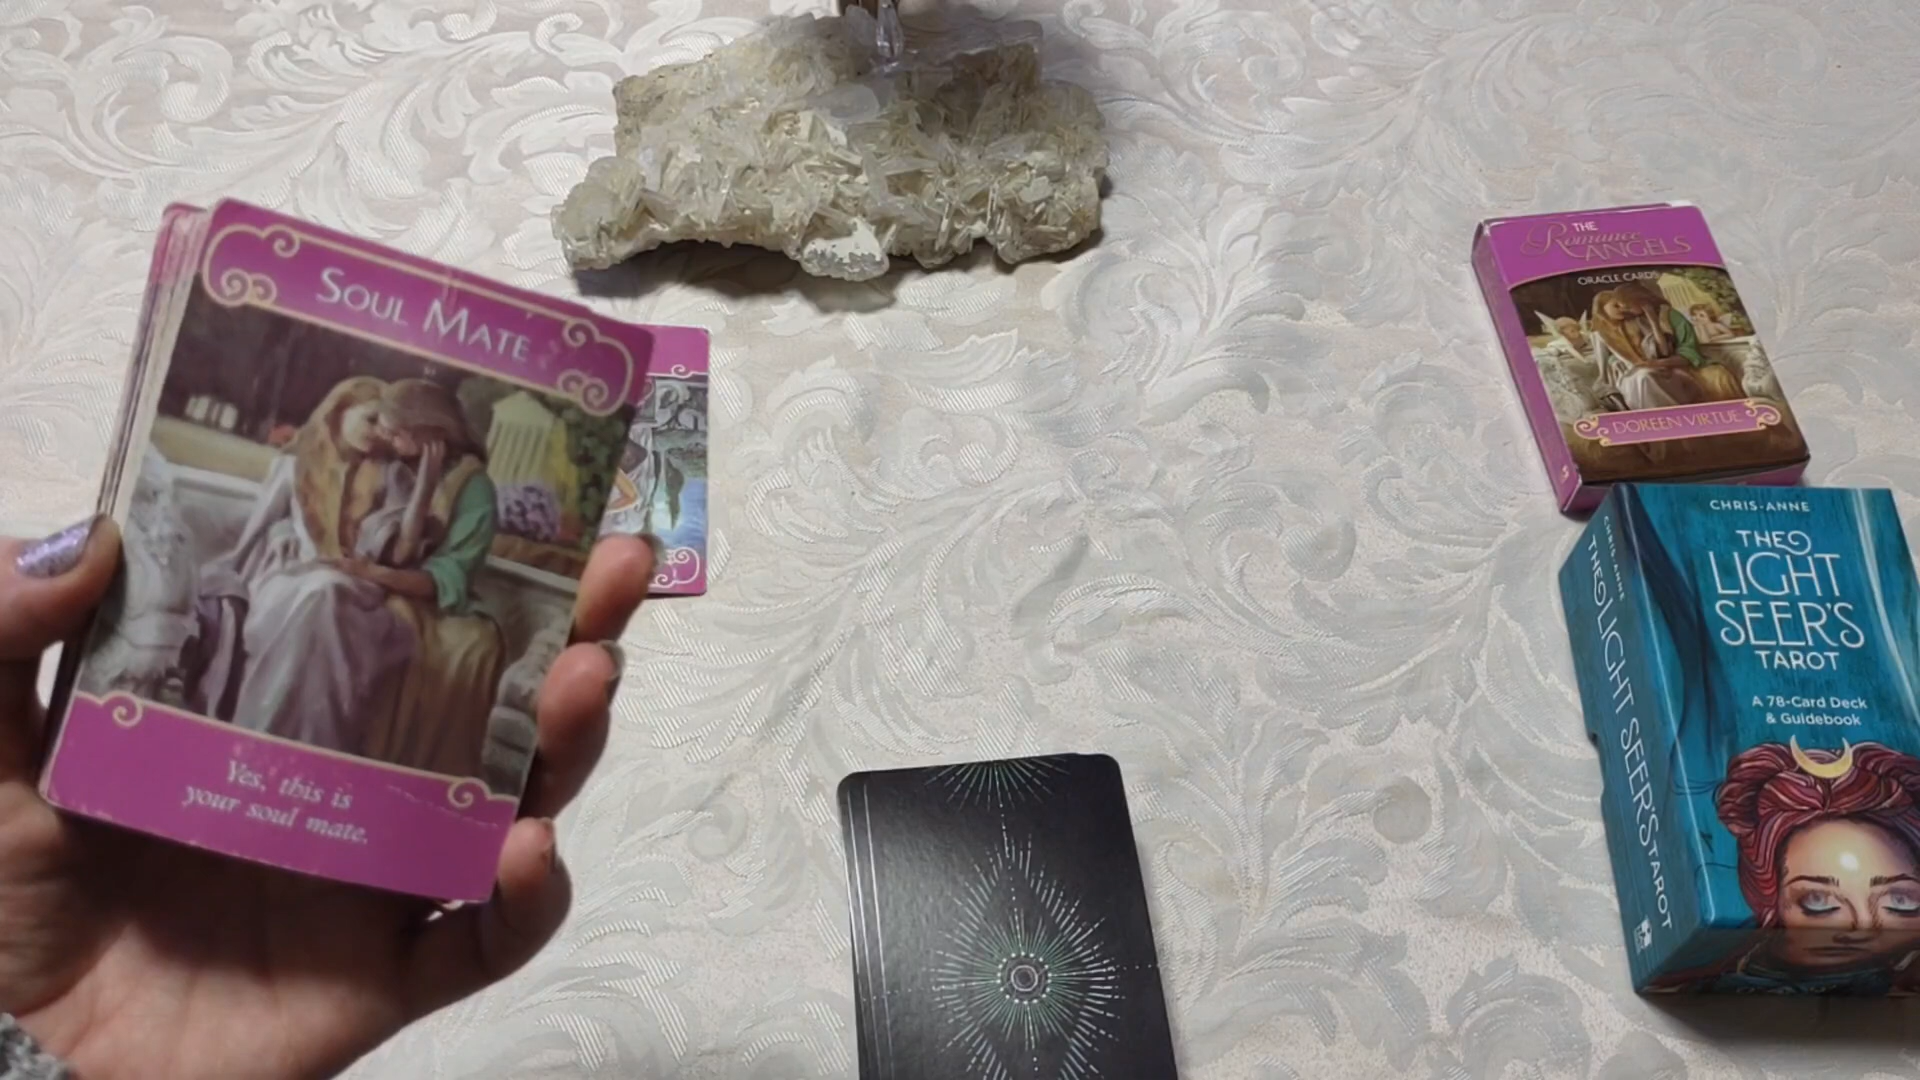 SOUL MATE
Yes, this is
your soul mate.
THE
Romance
ANGELS
ORACLE CARDS
DOREEN VIRTUE
CHRIS-ANNE
THE
LIGHT
SEER'S
TAROT
A 78-Card Deck
& Guidebook
CHRIS-ANNE
THE LIGHT SEER'S TAROT